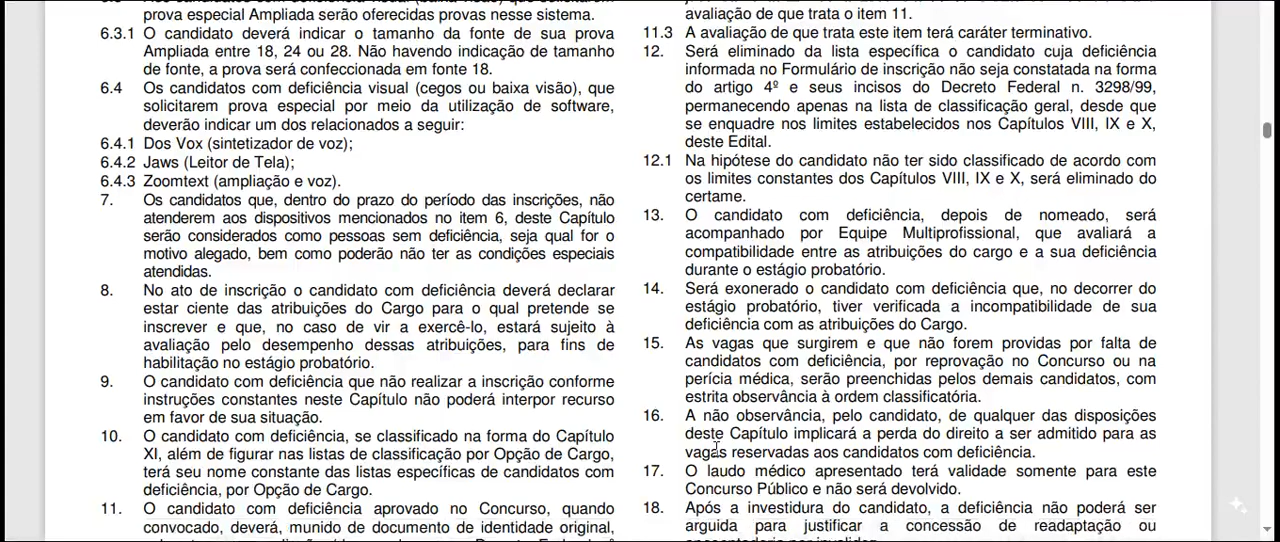 prova especial Ampliada serão oferecidas provas nesse sistema.
6.3.1 O candidato deverá indicar o tamanho da fonte de sua prova
Ampliada entre 18, 24 ou 28. Não havendo indicação de tamanho
de fonte, a prova será confeccionada em fonte 18.
6.4 Os candidatos com deficiência visual (cegos ou baixa visão), que
solicitarem prova especial por meio da utilização de software,
deverão indicar um dos relacionados a seguir:
6.4.1 Dos Vox (sintetizador de voz);
6.4.2 Jaws (Leitor de Tela);
6.4.3 Zoomtext (ampliação e voz).
7. Os candidatos que, dentro do prazo do período das inscrições, não
atenderem aos dispositivos mencionados no item 6, deste Capítulo
serão considerados como pessoas sem deficiência, seja qual for o
motivo alegado, bem como poderão não ter as condições especiais
atendidas.
8. No ato de inscrição o candidato com deficiência deverá declarar
estar ciente das atribuições do Cargo para o qual pretende se
inscrever e que, no caso de vir a exercê-lo, estará sujeito à
avaliação pelo desempenho dessas atribuições, para fins de
habilitação no estágio probatório.
9. O candidato com deficiência que não realizar a inscrição conforme
instruções constantes neste Capítulo não poderá interpor recurso
em favor de sua situação.
10. O candidato com deficiência, se classificado na forma do Capítulo
XI, além de figurar nas listas de classificação por Opção de Cargo,
terá seu nome constante das listas específicas de candidatos com
deficiência, por Opção de Cargo.
11. O candidato com deficiência aprovado no Concurso, quando
convocado, deverá, munido de documento de identidade original,
avaliação de que trata o item 11.
11.3 A avaliação de que trata este item terá caráter terminativo.
12. Será eliminado da lista específica o candidato cuja deficiência
informada no Formulário de inscrição não seja constatada na forma
do artigo 4º e seus incisos do Decreto Federal n. 3298/99,
permanecendo apenas na lista de classificação geral, desde que
se enquadre nos limites estabelecidos nos Capítulos VIII, IX e X,
deste Edital.
12.1 Na hipótese do candidato não ter sido classificado de acordo com
os limites constantes dos Capítulos VIII, IX e X, será eliminado do
certame.
13. O candidato com deficiência, depois de nomeado, será
acompanhado por Equipe Multiprofissional, que avaliará a
compatibilidade entre as atribuições do cargo e a sua deficiência
durante o estágio probatório.
14. Será exonerado o candidato com deficiência que, no decorrer do
estágio probatório, tiver verificada a incompatibilidade de sua
deficiência com as atribuições do Cargo.
15. As vagas que surgirem e que não forem providas por falta de
candidatos com deficiência, por reprovação no Concurso ou na
perícia médica, serão preenchidas pelos demais candidatos, com
estrita observância à ordem classificatória.
16. A não observância, pelo candidato, de qualquer das disposições
deste Capítulo implicará a perda do direito a ser admitido para as
vagas reservadas aos candidatos com deficiência.
17. O laudo médico apresentado terá validade somente para este
Concurso Público e não será devolvido.
18. Após a investidura do candidato, a deficiência não poderá ser
arguida para justificar a concessão de readaptação ou